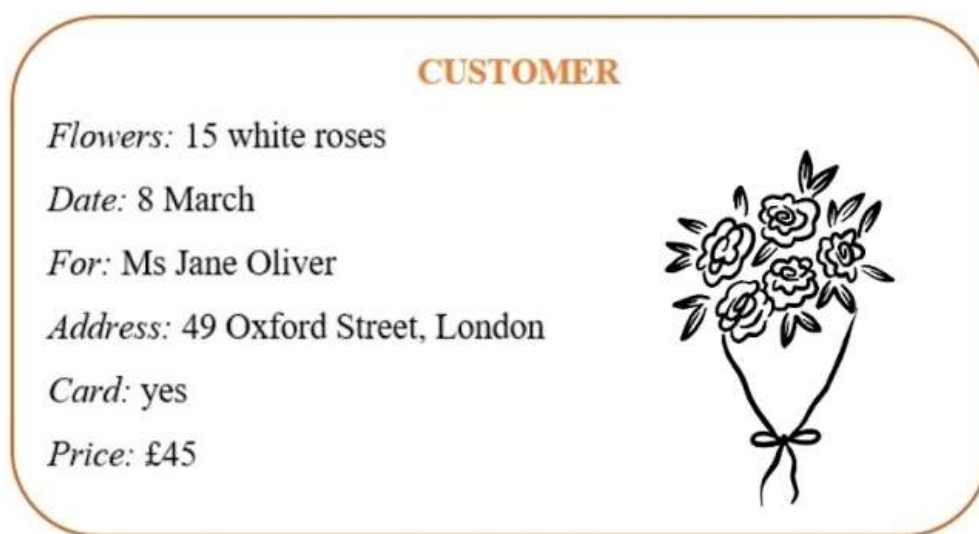 CUSTOMER
Flowers: 15 white roses
Date: 8 March
For: Ms Jane Oliver
Address: 49 Oxford Street, London
Card: yes
Price: £45